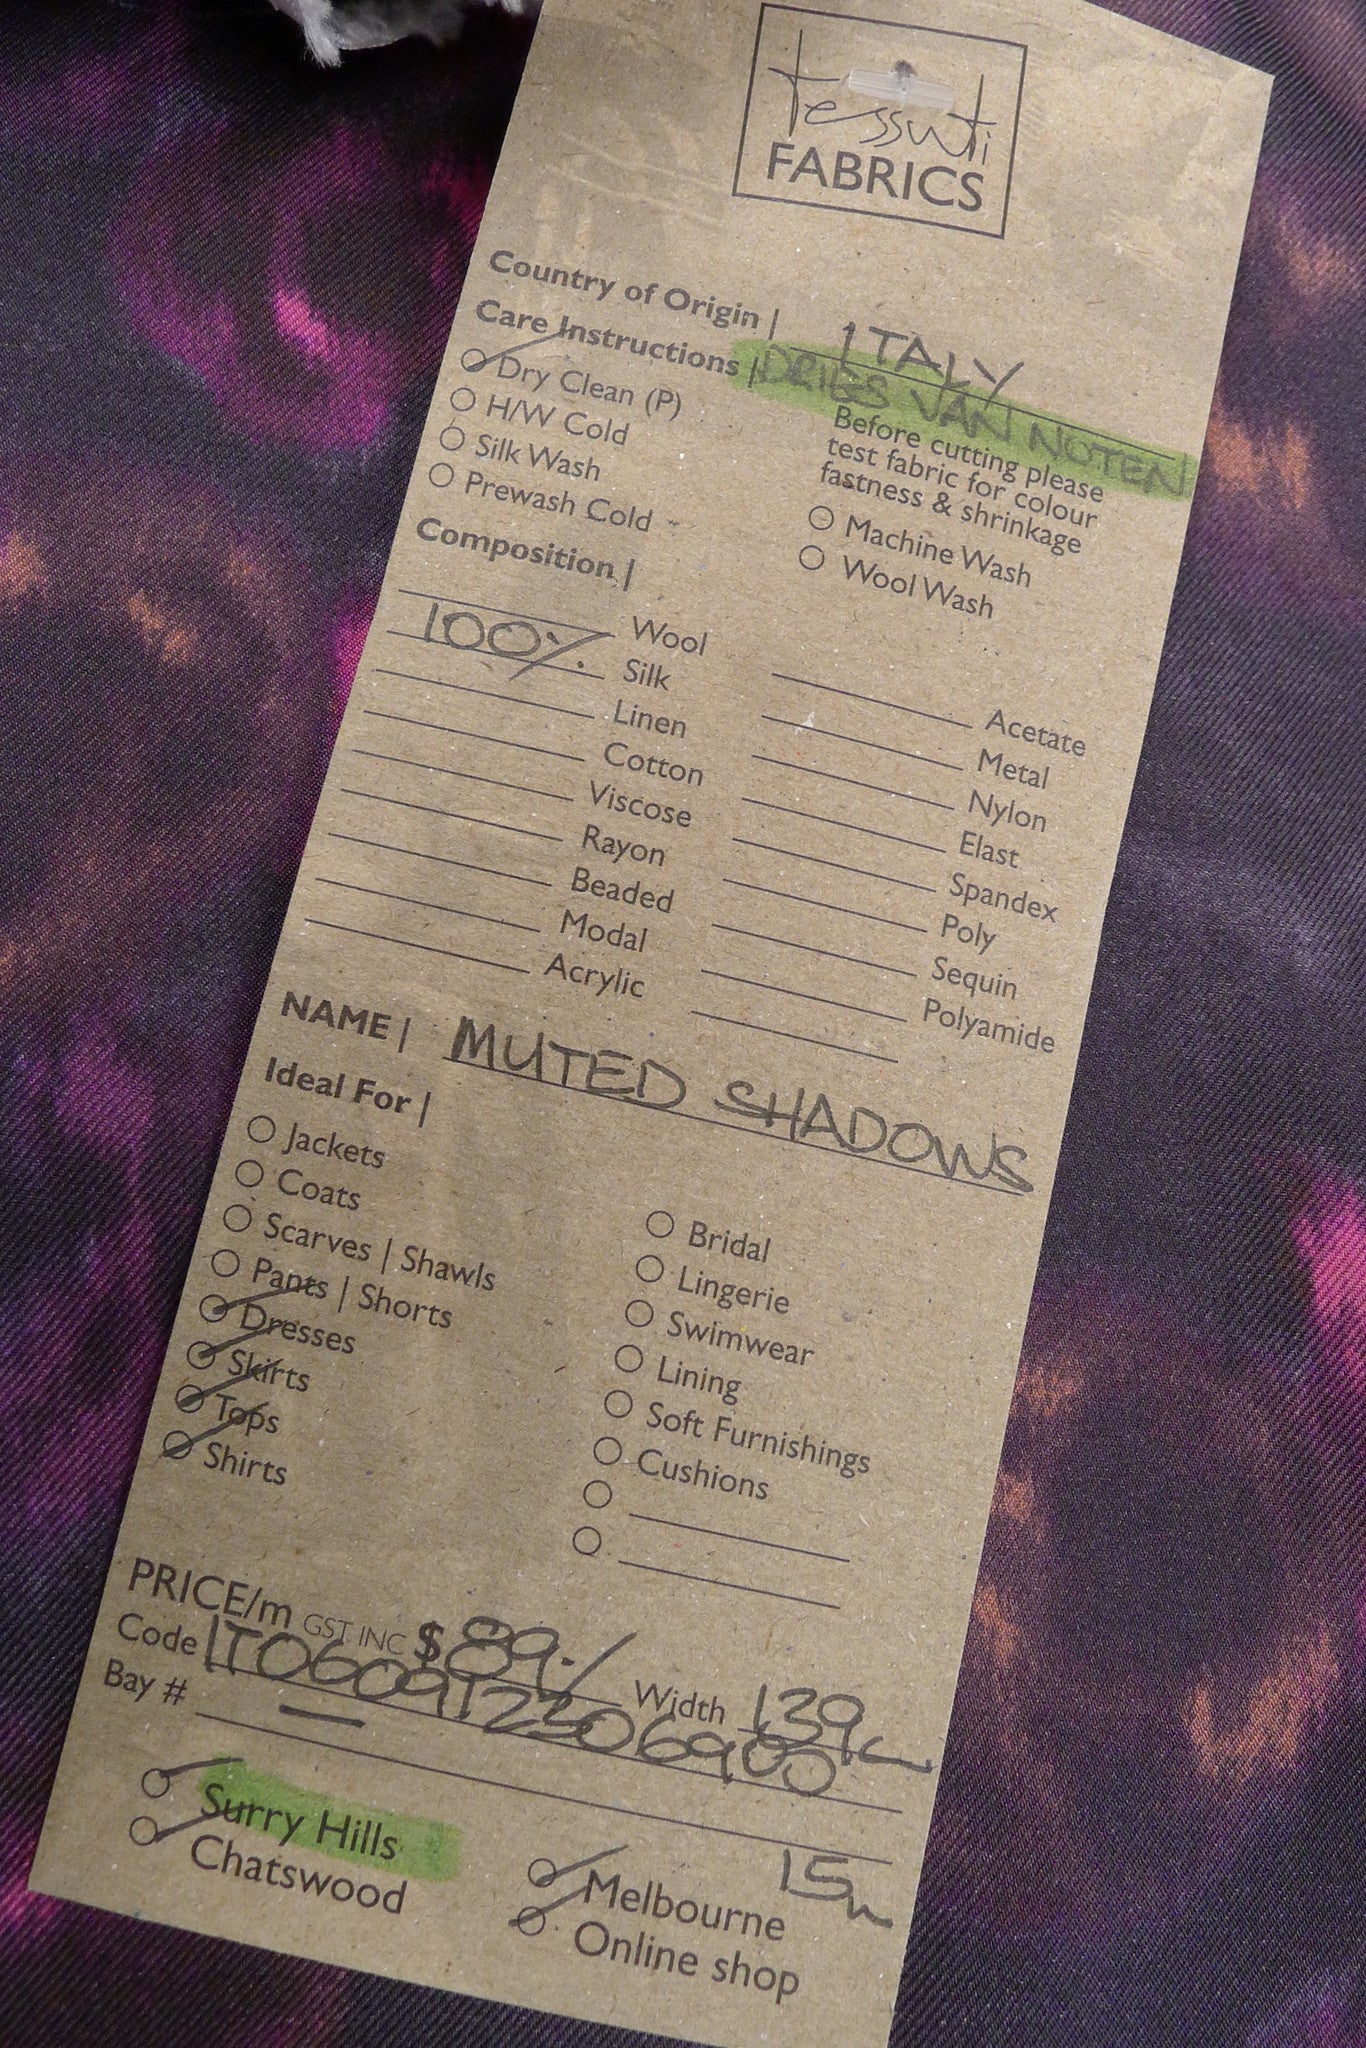 tessuti
FABRICS
Country of Origin | ITALY
Care Instructions | DRIES VAN NOTEN
Dry Clean (P)
H/W Cold
Silk Wash
Prewash Cold
Before cutting please
test fabric for colour
fastness & shrinkage
Machine Wash
Wool Wash
Composition |
Wool
100% Silk
Linen
Cotton
Viscose
Rayon
Beaded
Modal
Acrylic
Acetate
Metal
Nylon
Elast
Spandex
Poly
Sequin
Polyamide
NAME | MUTED SHADOWS
Ideal For |
Jackets
Coats
Scarves | Shawls
Pants | Shorts
Dresses
Skirts
Tops
Shirts
Bridal
Lingerie
Swimwear
Lining
Soft Furnishings
Cushions
PRICE/m GST INC $ 89.- Width 139c
Code ITO60912306900
Bay # —
15m
Surry Hills
Chatswood
Melbourne
Online shop